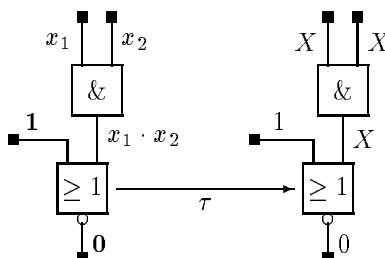 x₁ x₂ X X
& &
1 x₁ · x₂ 1 X
≥ 1 τ ≥ 1
0 0